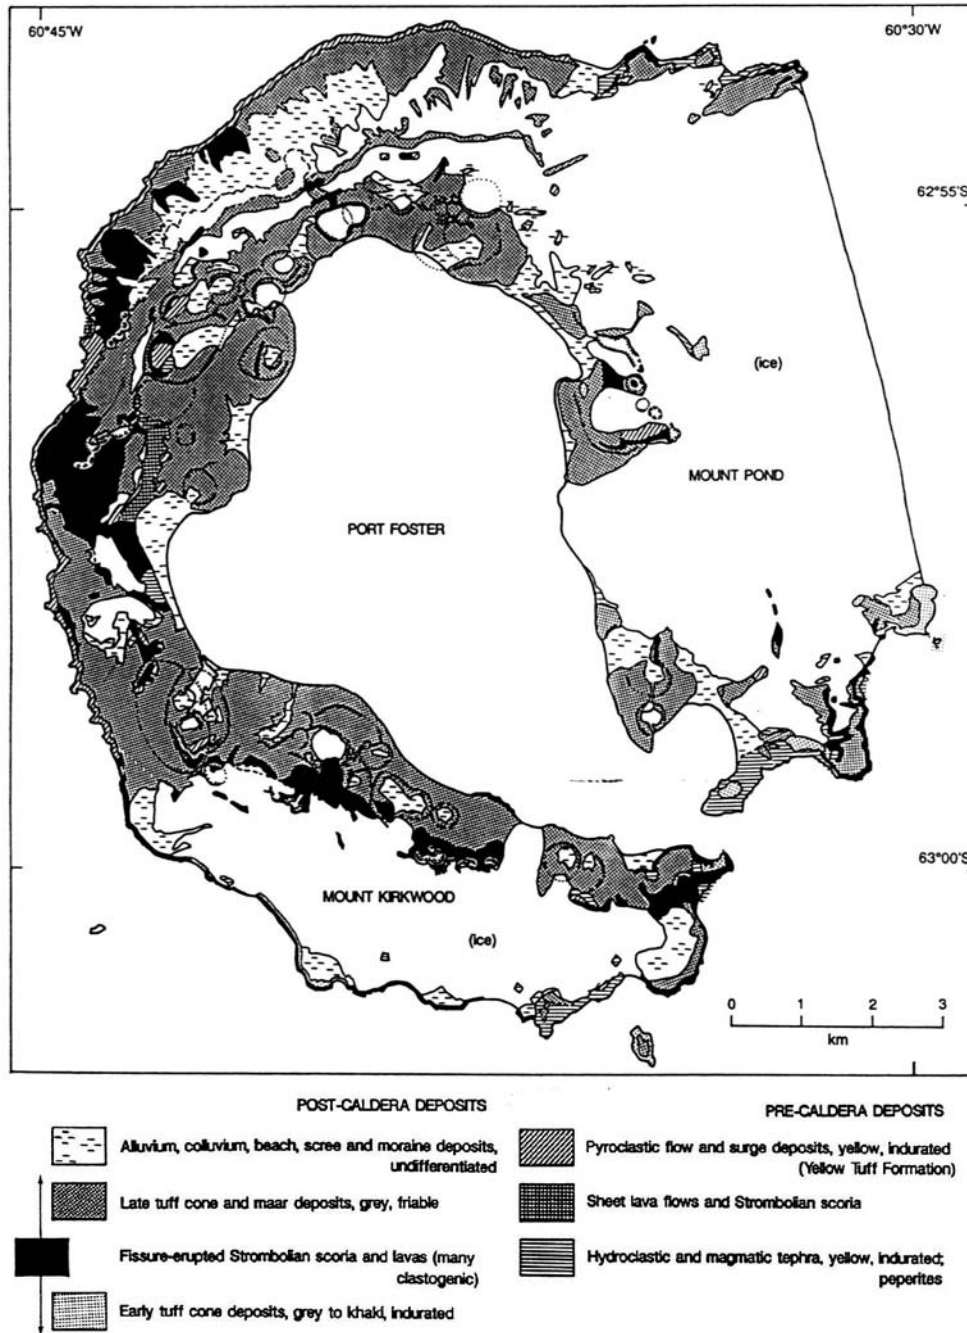 60°45'W
60°30'W
62°55'S
(ice)
MOUNT POND
PORT FOSTER
63°00'S
MOUNT KIRKWOOD
(ice)
0 1 2 3
km
POST-CALDERA DEPOSITS
Alluvium, colluvium, beach, scree and moraine deposits,
undifferentiated
Late tuff cone and maar deposits, grey, friable
Fissure-erupted Strombolian scoria and lavas (many
clastogenic)
Early tuff cone deposits, grey to khaki, indurated
PRE-CALDERA DEPOSITS
Pyroclastic flow and surge deposits, yellow, indurated
(Yellow Tuff Formation)
Sheet lava flows and Strombolian scoria
Hydroclastic and magmatic tephra, yellow, indurated;
peperites